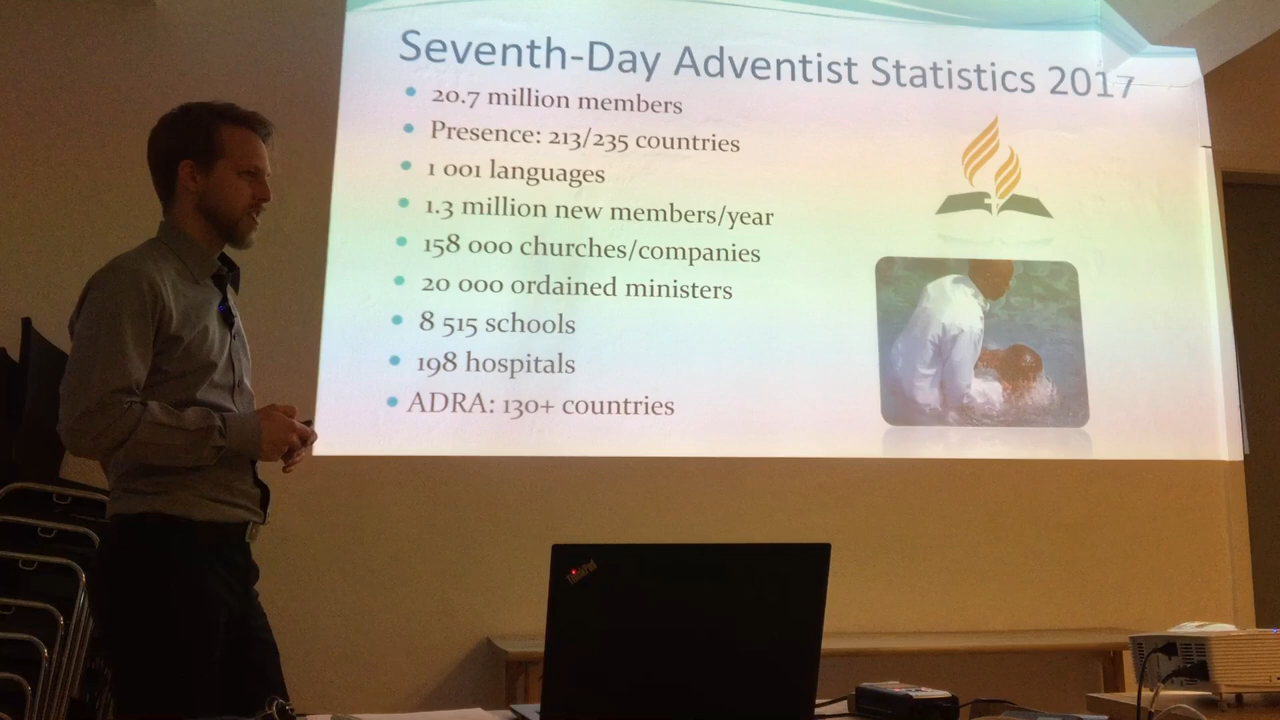 Seventh-Day Adventist Statistics 2017
20.7 million members
Presence: 213/235 countries
1 001 languages
1.3 million new members/year
158 000 churches/companies
20 000 ordained ministers
8 515 schools
198 hospitals
ADRA: 130+ countries
ThinkPad